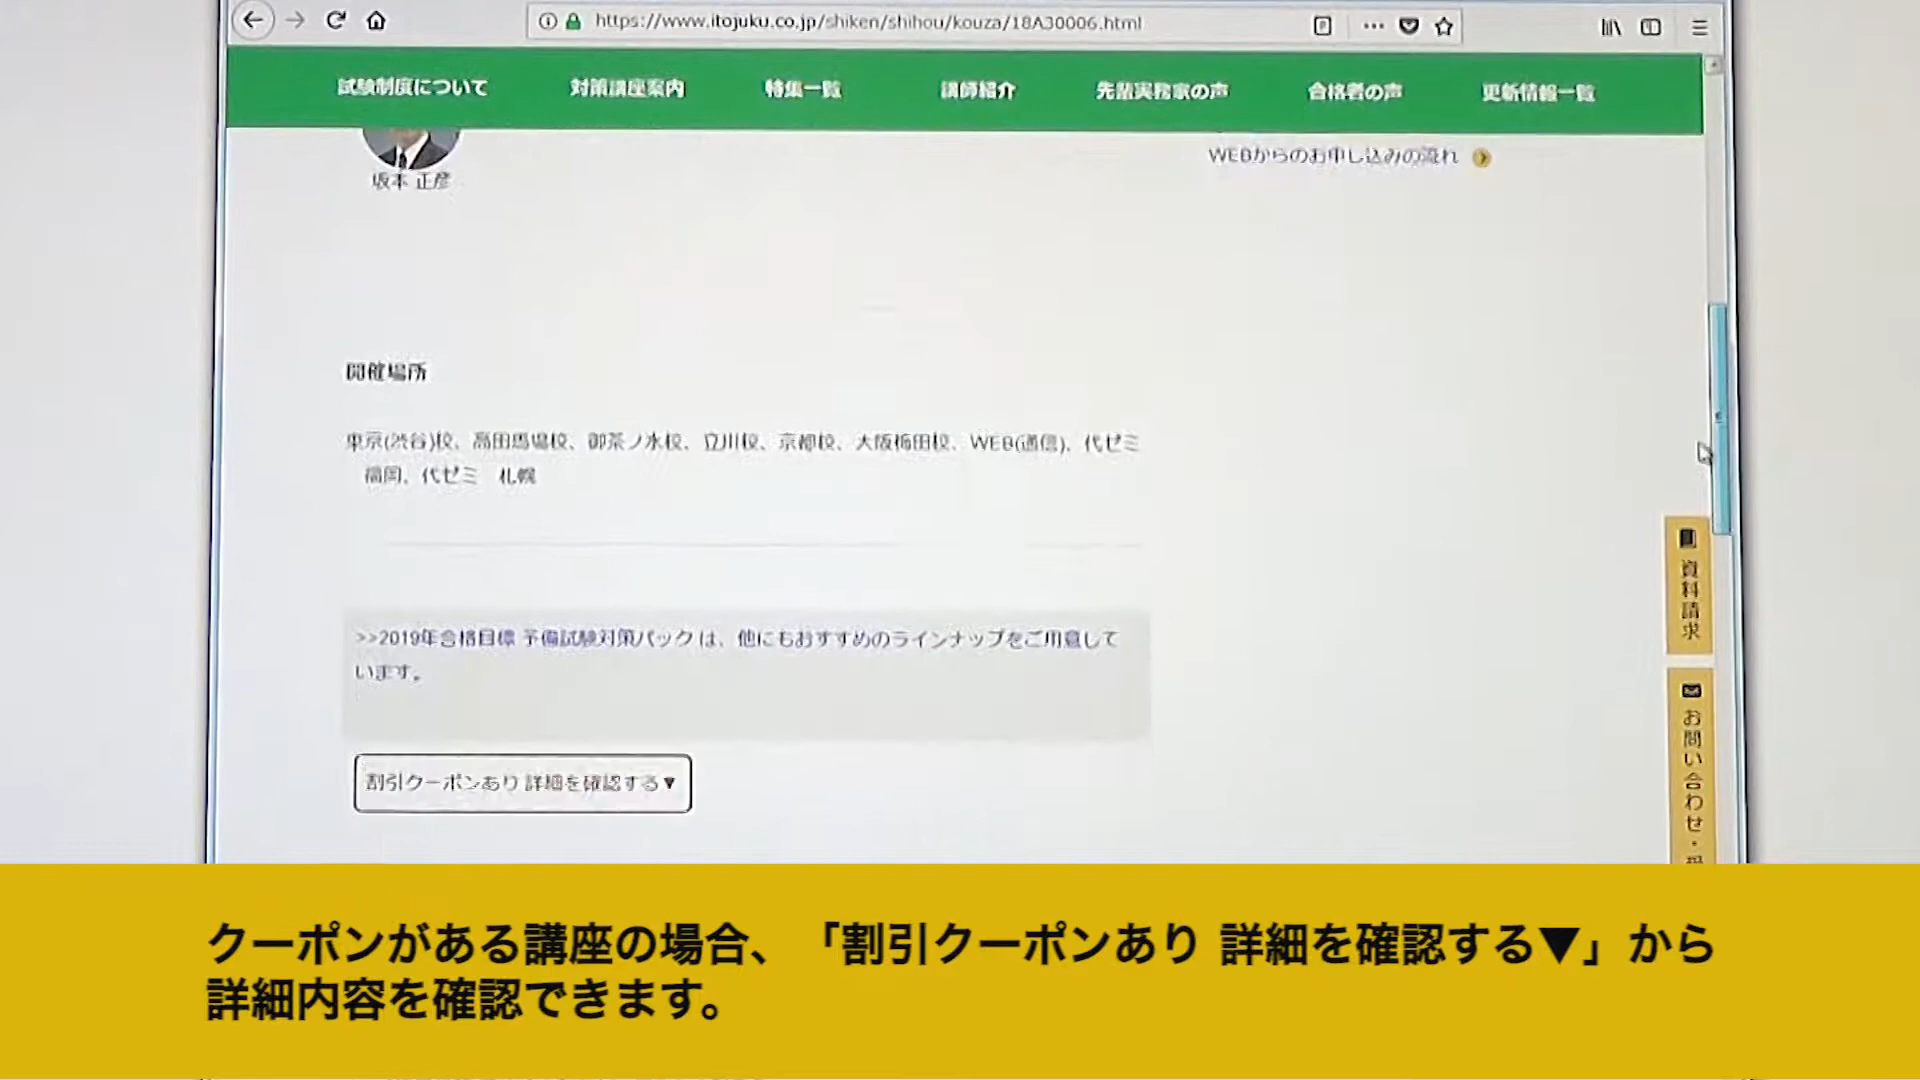 https://www.itojuku.co.jp/shiken/shihou/kouza/18A30006.html
試験制度について 対策講座案内 特集一覧 講師紹介 先輩実務家の声 合格者の声 更新情報一覧
WEBからのお申し込みの流れ
坂本 正彦
開催場所
東京(渋谷)校、高田馬場校、御茶ノ水校、立川校、京都校、大阪梅田校、WEB(通信)、代ゼミ
福岡、代ゼミ 札幌
>>2019年合格目標 予備試験対策パック は、他にもおすすめのラインナップをご用意して
います。
割引クーポンあり 詳細を確認する▼
資料請求
お問い合わせ・
クーポンがある講座の場合、「割引クーポンあり 詳細を確認する▼」から
詳細内容を確認できます。